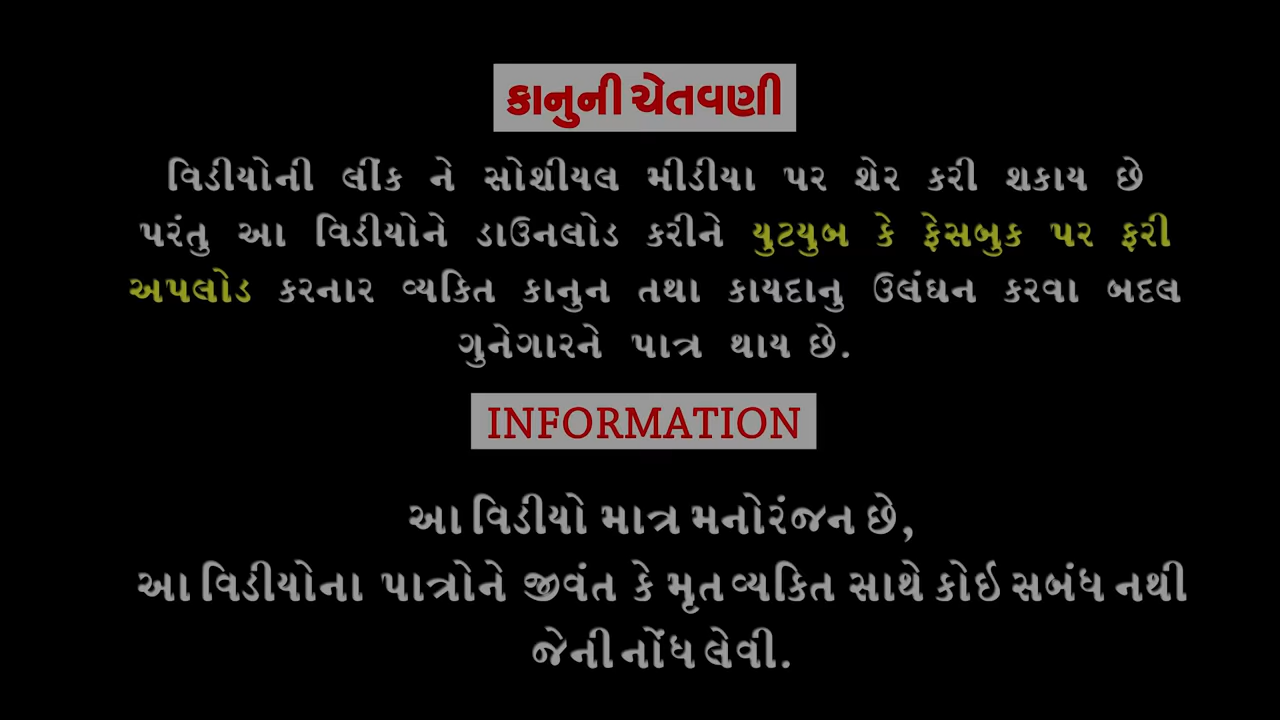 કાનુની ચેતવણી
વિડીયોની લીંક ને સોશીયલ મીડીયા પર શેર કરી શકાય છે
પરંતુ આ વિડીયોને ડાઉનલોડ કરીને યુટયુબ કે ફેસબુક પર ફરી
અપલોડ કરનાર વ્યકિત કાનુન તથા કાયદાનુ ઉલંઘન કરવા બદલ
ગુનેગારને પાત્ર થાય છે.
INFORMATION
આ વિડીયો માત્ર મનોરંજન છે,
આ વિડીયોના પાત્રોને જીવંત કે મૃત વ્યકિત સાથે કોઇ સબંધ નથી
જેની નોંધ લેવી.